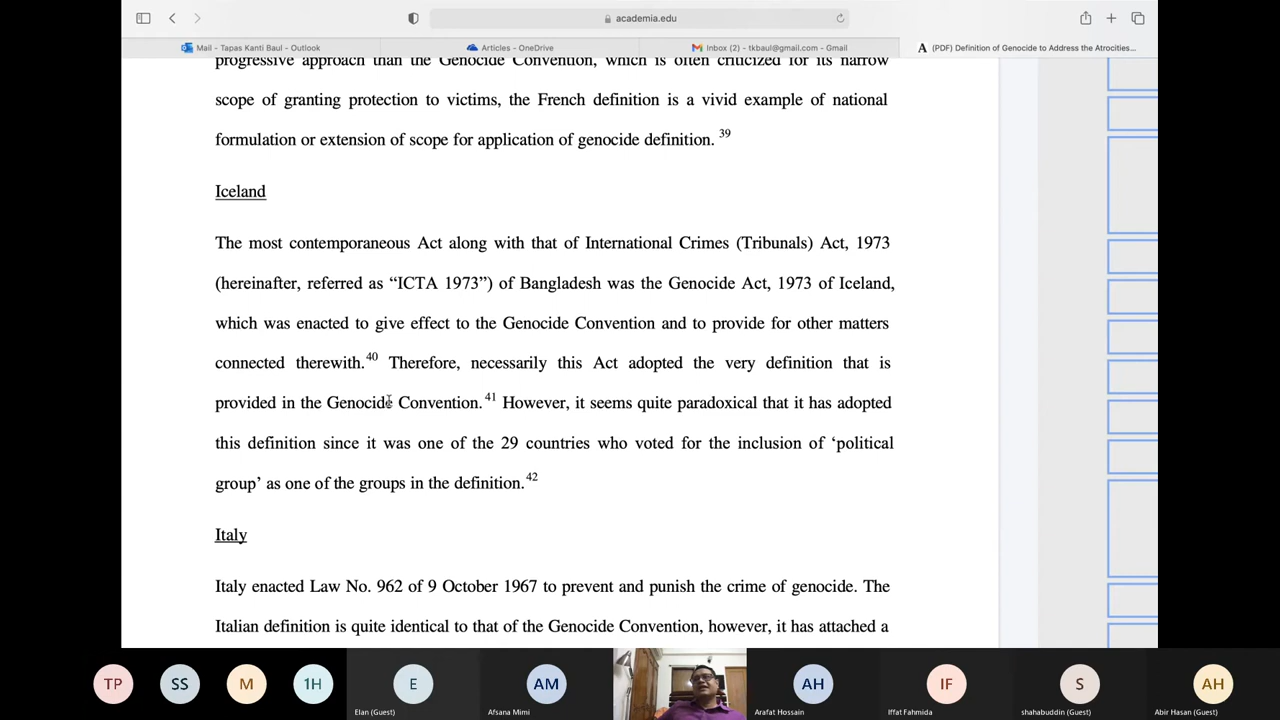 academia.edu
Mail - Tapas Kanti Baul - Outlook
Articles - OneDrive
Inbox (2) - tkbaul@gmail.com - Gmail
(PDF) Definition of Genocide to Address the Atrocities...
progressive approach than the Genocide Convention, which is often criticized for its narrow
scope of granting protection to victims, the French definition is a vivid example of national
formulation or extension of scope for application of genocide definition. 39
Iceland
The most contemporaneous Act along with that of International Crimes (Tribunals) Act, 1973
(hereinafter, referred as “ICTA 1973”) of Bangladesh was the Genocide Act, 1973 of Iceland,
which was enacted to give effect to the Genocide Convention and to provide for other matters
connected therewith.40 Therefore, necessarily this Act adopted the very definition that is
provided in the Genocide Convention.41 However, it seems quite paradoxical that it has adopted
this definition since it was one of the 29 countries who voted for the inclusion of ‘political
group’ as one of the groups in the definition.42
Italy
Italy enacted Law No. 962 of 9 October 1967 to prevent and punish the crime of genocide. The
Italian definition is quite identical to that of the Genocide Convention, however, it has attached a
TP
SS
M
1H
E
AM
AH
IF
S
AH
Elan (Guest)
Afsana Mimi
Arafat Hossain
Iffat Fahmida
shahabuddin (Guest)
Abir Hasan (Guest)